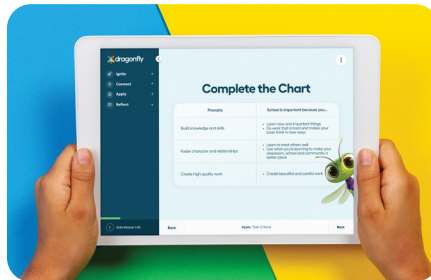 dragonfly
Ignite
Connect
Apply
Reflect
Complete the Chart
Prompts
School is important because you...
Build knowledge and skills
Learn new and important things
Do work that is hard and makes your
brain think in new ways
Foster character and relationships
Learn to treat others well
Use what you're learning to make your
classroom, school and community a
better place
Create high quality work
Create beautiful and careful work
Back
Next